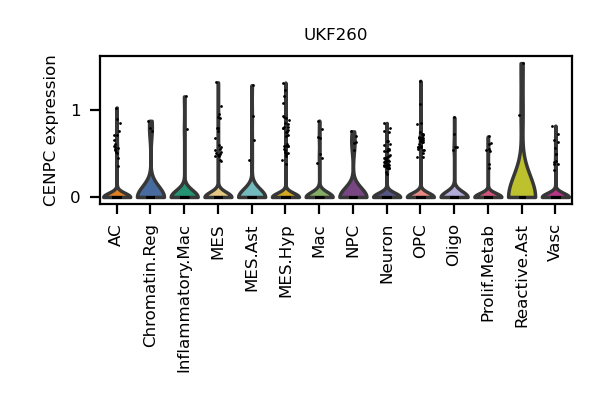 UKF260
CENPC expression
1
0
AC
Chromatin.Reg
Inflammatory.Mac
MES
MES.Ast
MES.Hyp
Mac
NPC
Neuron
OPC
Oligo
Prolif.Metab
Reactive.Ast
Vasc